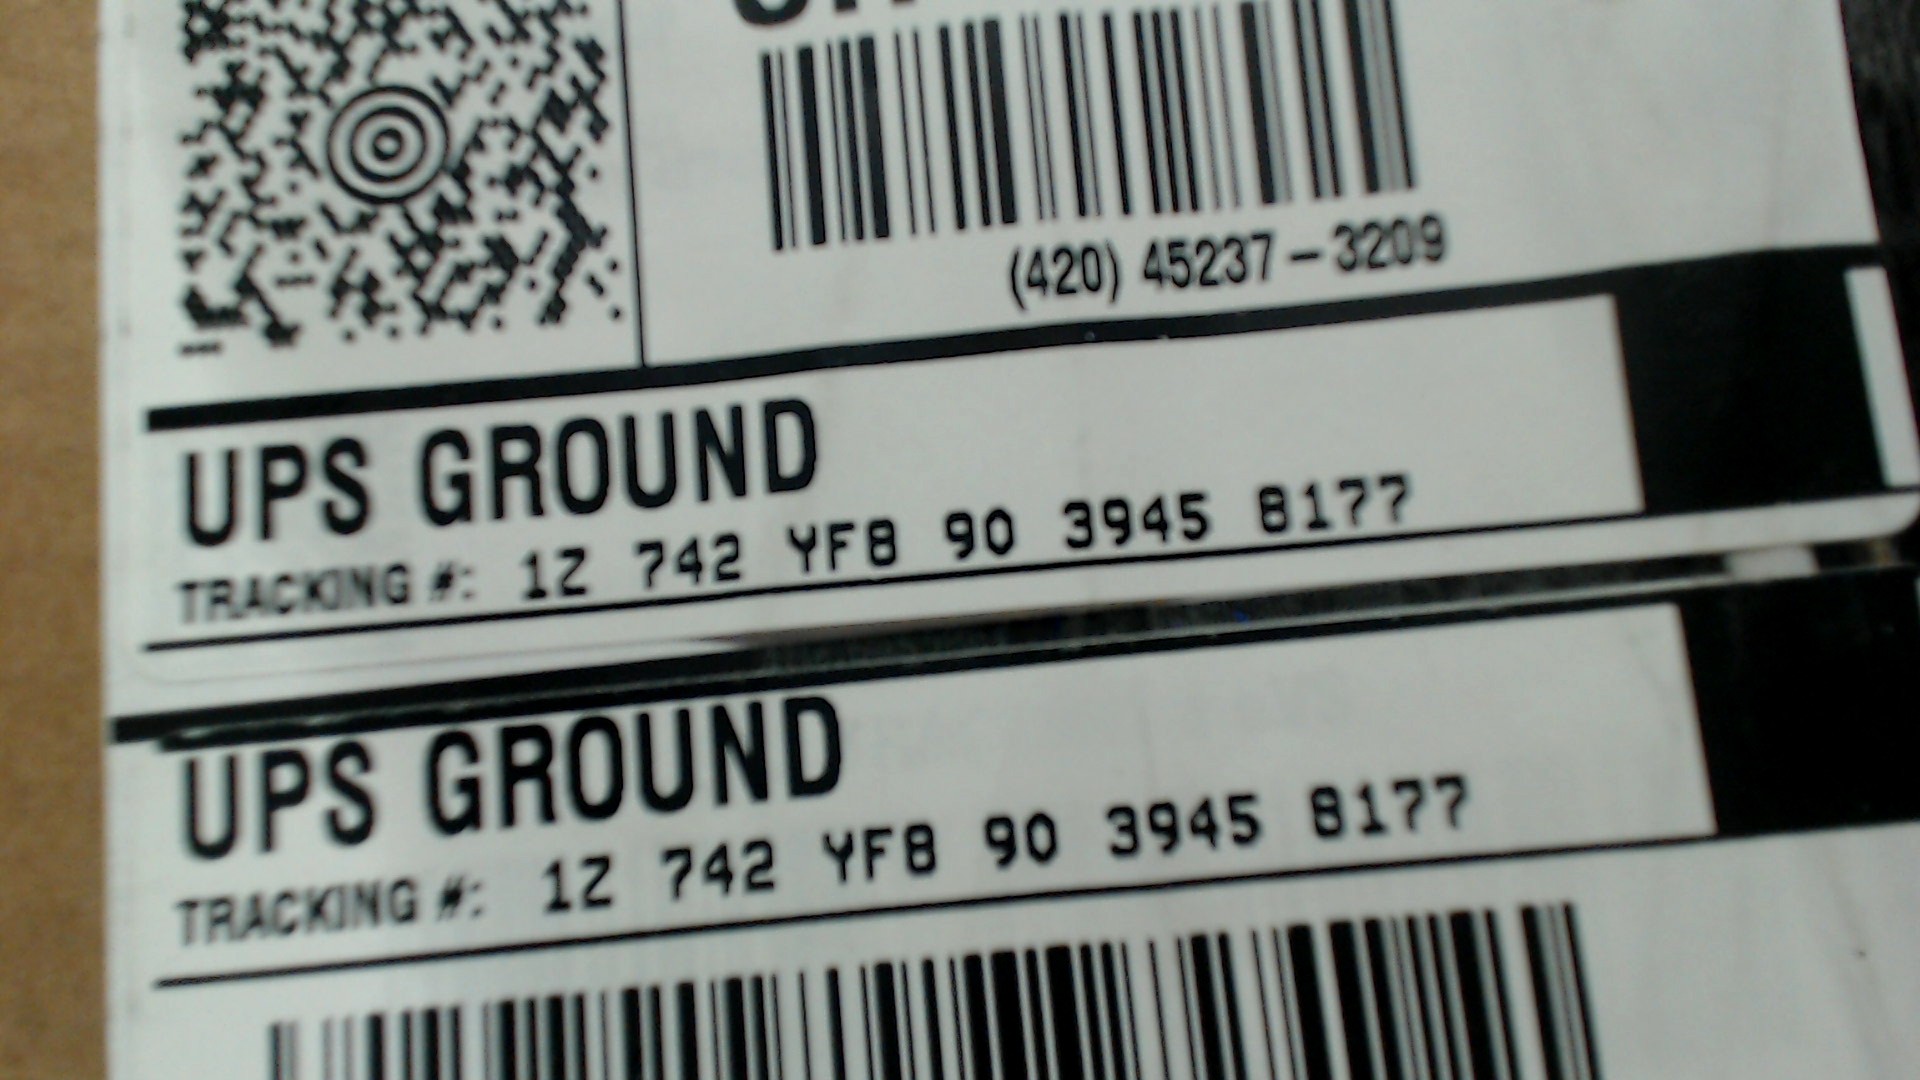 (420) 45237-3209
UPS GROUND
TRACKING #: 1Z 742 YF8 90 3945 8177
UPS GROUND
TRACKING #: 1Z 742 YF8 90 3945 8177